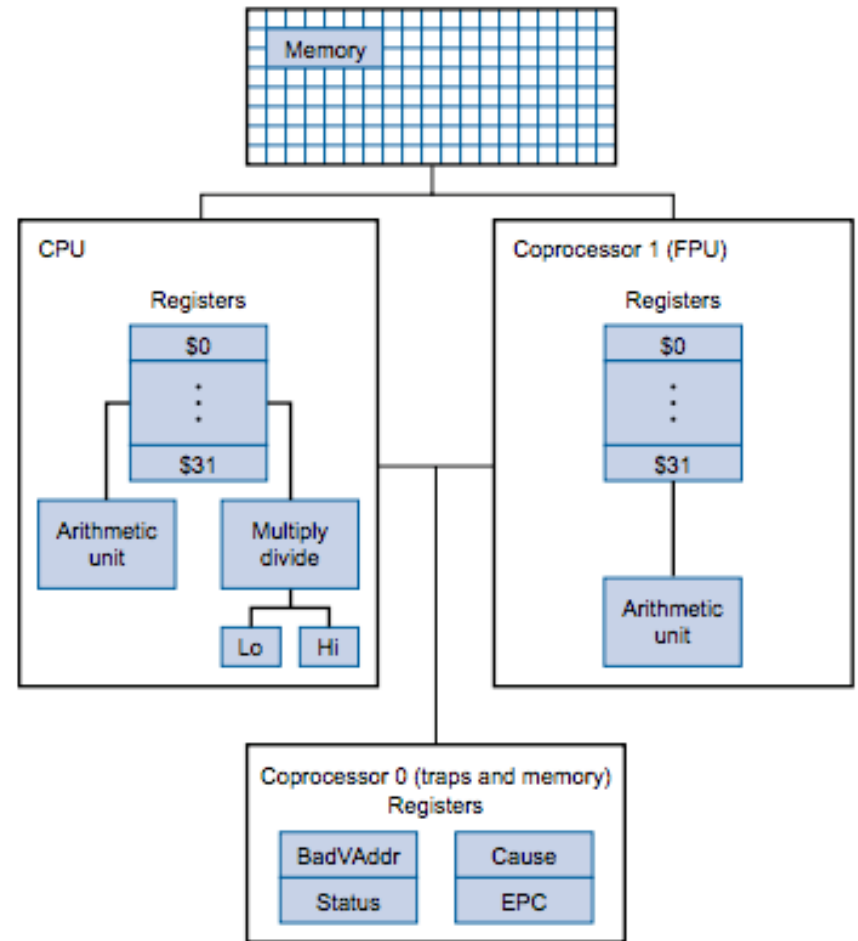 Memory
CPU
Registers
$0
$31
Arithmetic
unit
Multiply
divide
Lo
Hi
Coprocessor 1 (FPU)
Registers
$0
$31
Arithmetic
unit
Coprocessor 0 (traps and memory)
Registers
BadVAddr
Cause
Status
EPC